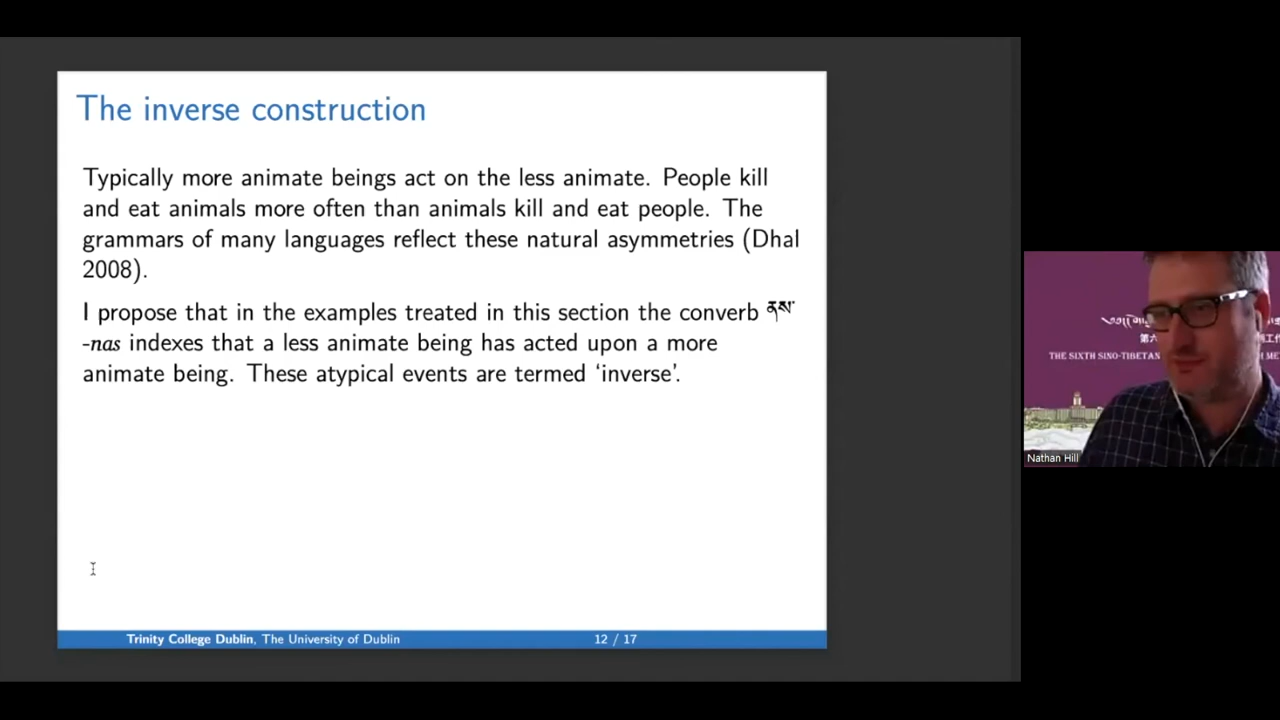 The inverse construction
Typically more animate beings act on the less animate. People kill
and eat animals more often than animals kill and eat people. The
grammars of many languages reflect these natural asymmetries (Dhal
2008).
I propose that in the examples treated in this section the converb ནས་
-nas indexes that a less animate being has acted upon a more
animate being. These atypical events are termed ‘inverse’.
Trinity College Dublin, The University of Dublin
12 / 17
第六
THE SIXTH SINO-TIBETAN
Nathan Hill